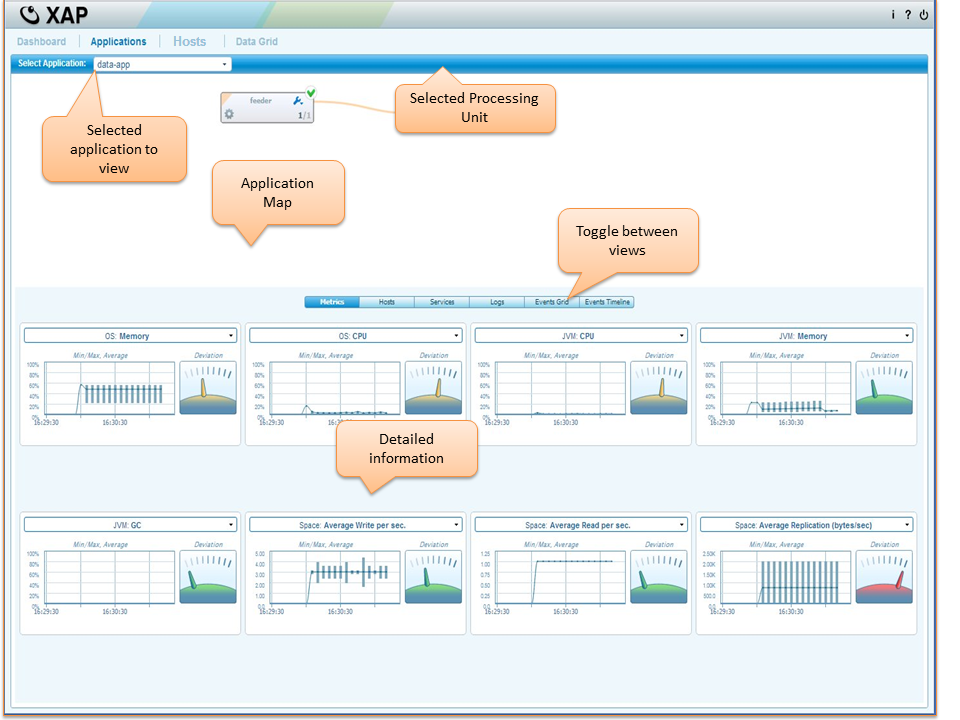 XAP
i ? 
Dashboard Applications Hosts Data Grid
Select Application: data-app
feeder
1/1
Selected Processing
Unit
Selected
application to
view
Application
Map
Toggle between
views
Metrics Hosts Services Logs Events Grid Events Timeline
OS: Memory
Min/Max, Average Deviation
100%
80%
60%
40%
20%
0%
16:29:30 16:30:30
OS: CPU
Min/Max, Average Deviation
100%
80%
60%
40%
20%
0%
16:29:30
JVM: CPU
Min/Max, Average Deviation
100%
80%
60%
40%
20%
0%
16:29:30 16:30:30
JVM: Memory
Min/Max, Average Deviation
100%
80%
60%
40%
20%
0%
16:29:30 16:30:30
Detailed
information
JVM: GC
Min/Max, Average Deviation
100%
80%
60%
40%
20%
0%
16:29:30 16:30:30
Space: Average Write per sec.
Min/Max, Average Deviation
5.00
4.00
3.00
2.00
1.00
0.0
16:29:30 16:30:30
Space: Average Read per sec.
Min/Max, Average Deviation
1.25
1.00
0.75
0.50
0.25
0.0
16:29:30 16:30:30
Space: Average Replication (bytes/sec)
Min/Max, Average Deviation
2.50K
2.00K
1.50K
1.00K
500.0
0.0
16:29:30 16:30:30